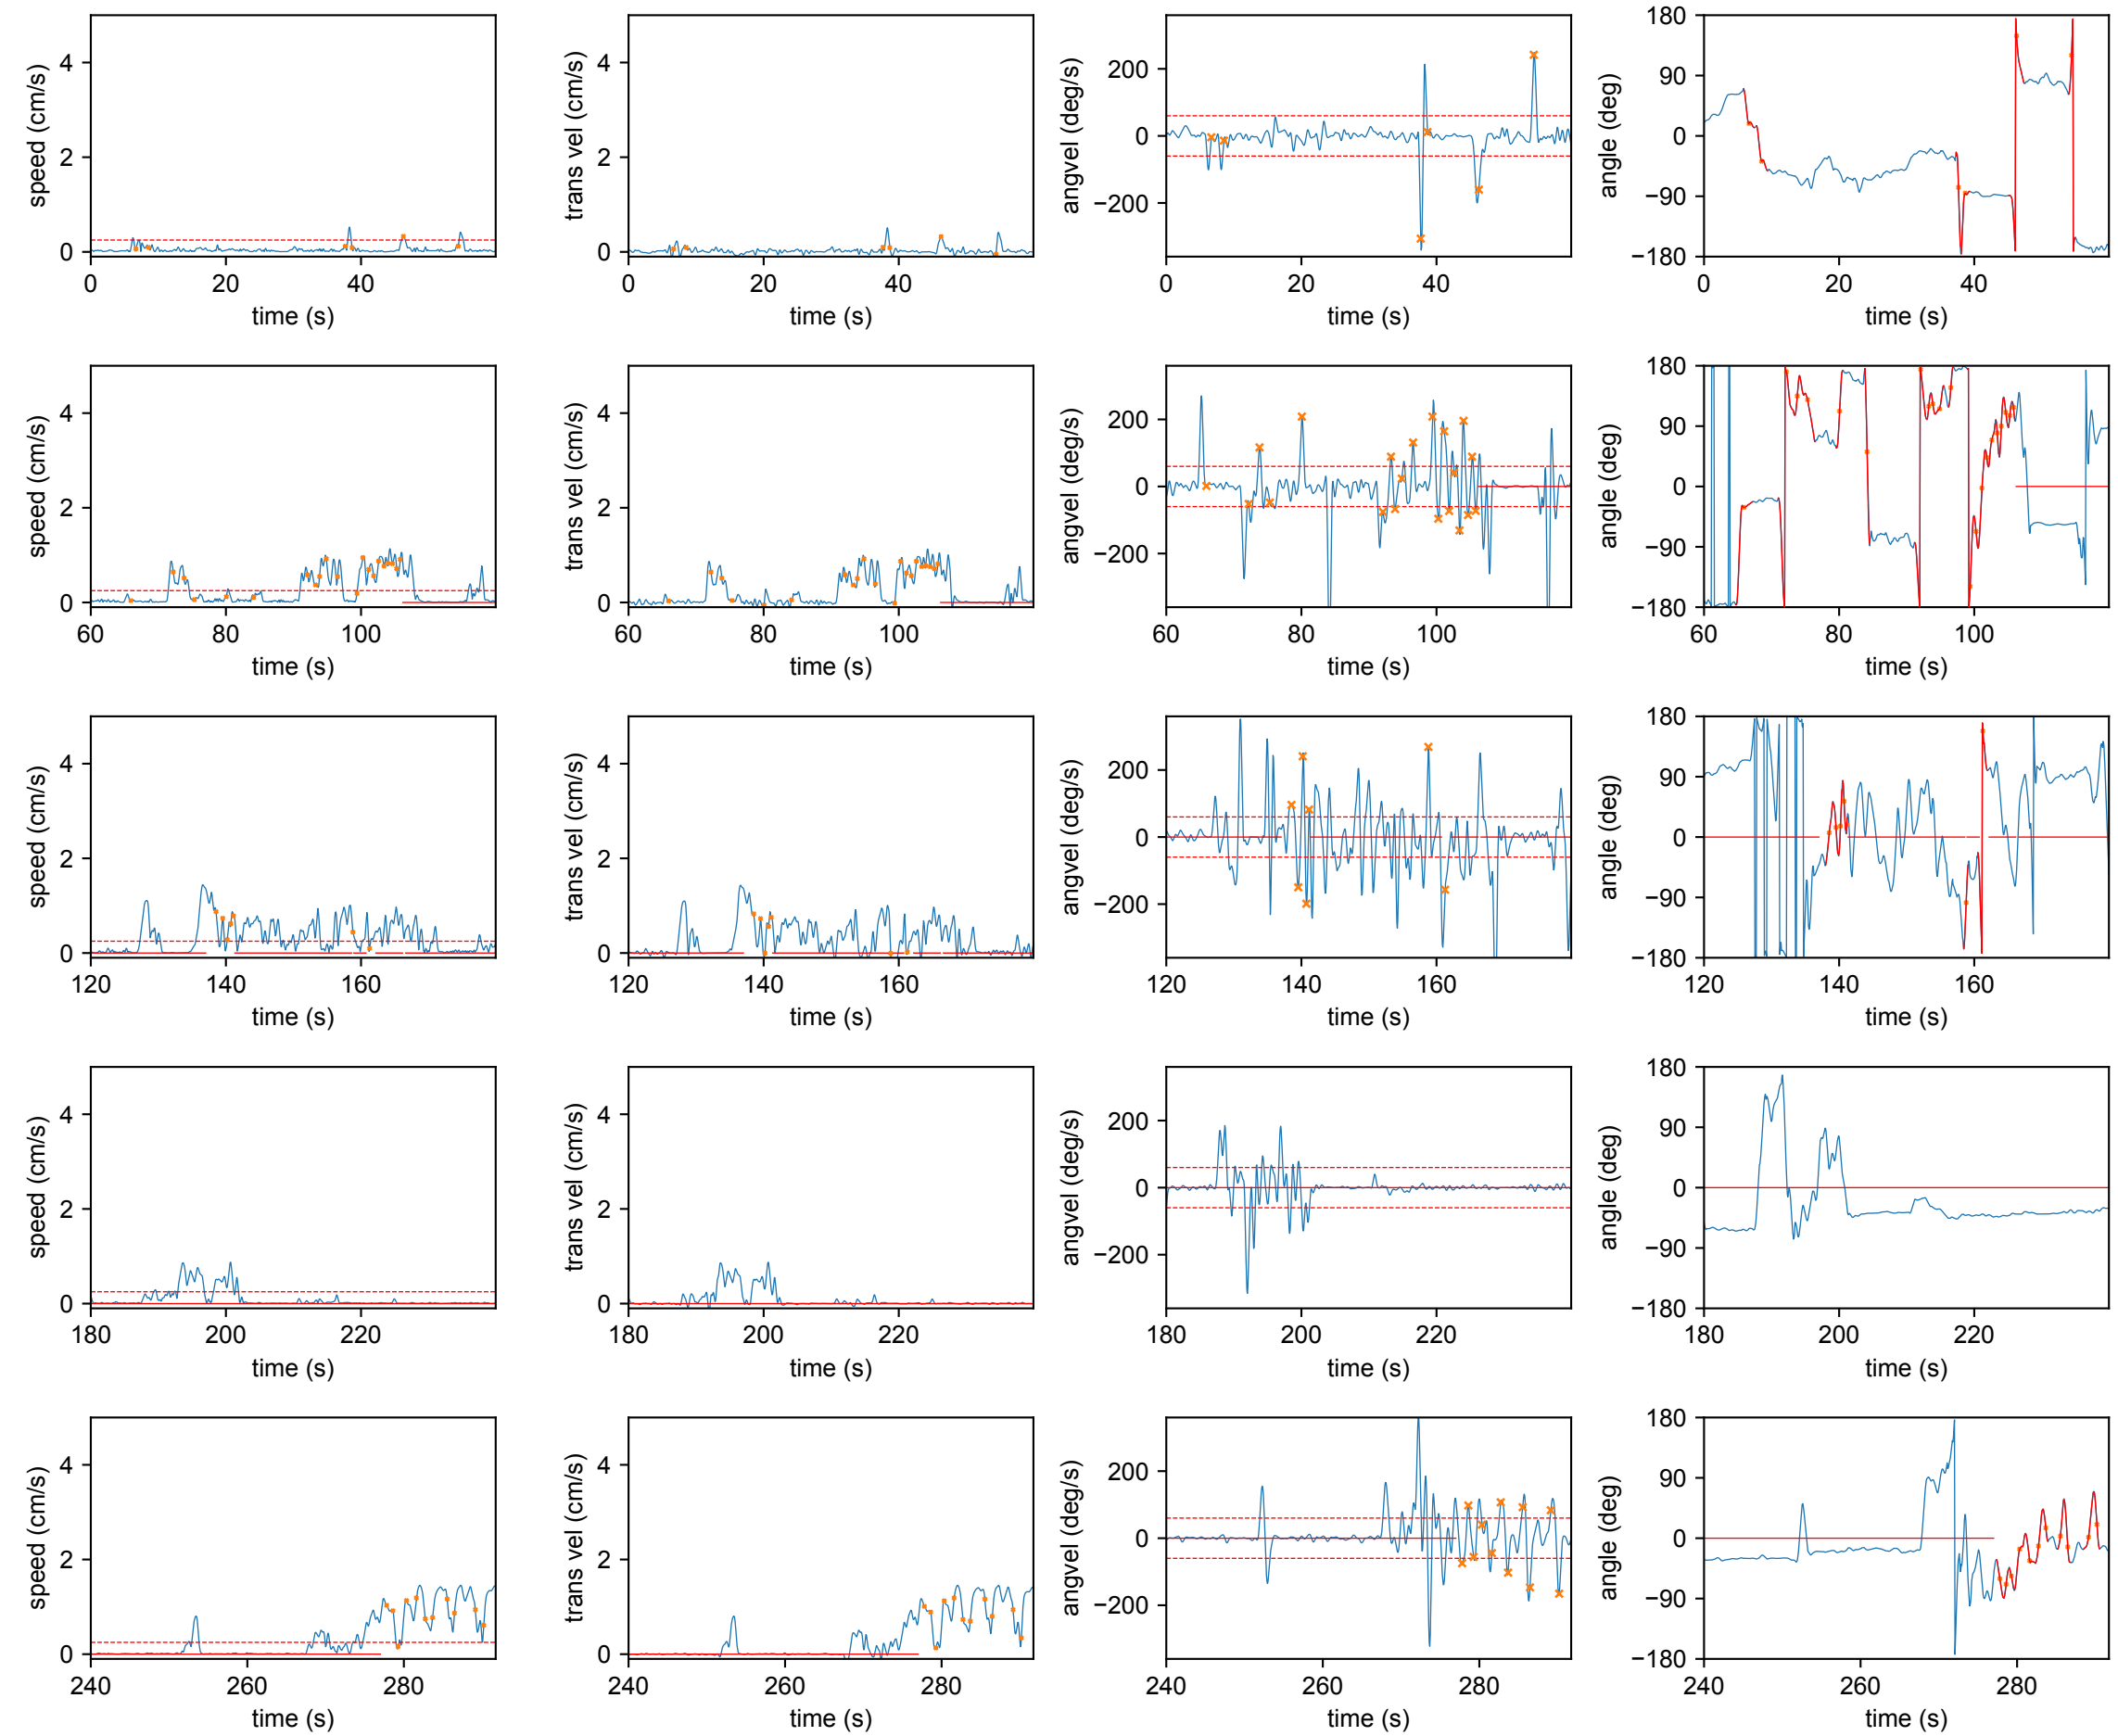 speed (cm/s)
4
2
0
0 20 40
time (s)
trans vel (cm/s)
4
2
0
0 20 40
time (s)
angvel (deg/s)
200
0
−200
0 20 40
time (s)
angle (deg)
180
90
0
−90
−180
0 20 40
time (s)
speed (cm/s)
4
2
0
60 80 100
time (s)
trans vel (cm/s)
4
2
0
60 80 100
time (s)
angvel (deg/s)
200
0
−200
60 80 100
time (s)
angle (deg)
180
90
0
−90
−180
60 80 100
time (s)
speed (cm/s)
4
2
0
120 140 160
time (s)
trans vel (cm/s)
4
2
0
120 140 160
time (s)
angvel (deg/s)
200
0
−200
120 140 160
time (s)
angle (deg)
180
90
0
−90
−180
120 140 160
time (s)
speed (cm/s)
4
2
0
180 200 220
time (s)
trans vel (cm/s)
4
2
0
180 200 220
time (s)
angvel (deg/s)
200
0
−200
180 200 220
time (s)
angle (deg)
180
90
0
−90
−180
180 200 220
time (s)
speed (cm/s)
4
2
0
240 260 280
time (s)
trans vel (cm/s)
4
2
0
240 260 280
time (s)
angvel (deg/s)
200
0
−200
240 260 280
time (s)
angle (deg)
180
90
0
−90
−180
240 260 280
time (s)